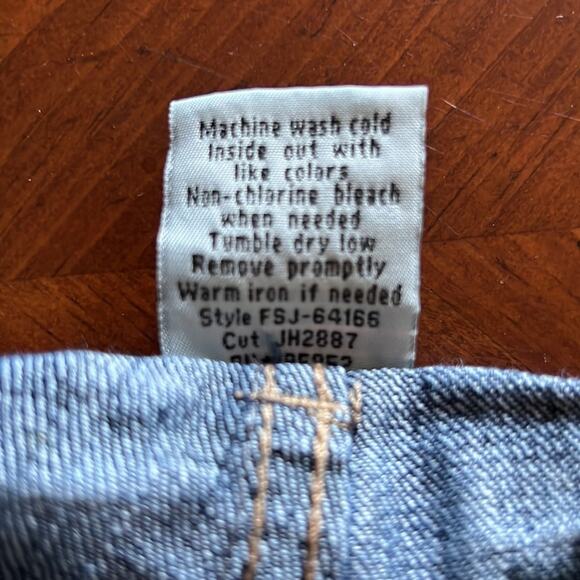 Machine wash cold
Inside out with
like colors
Non-chlorine bleach
when needed
Tumble dry low
Remove promptly
Warm iron if needed
Style FSJ-64166
Cut JH2887